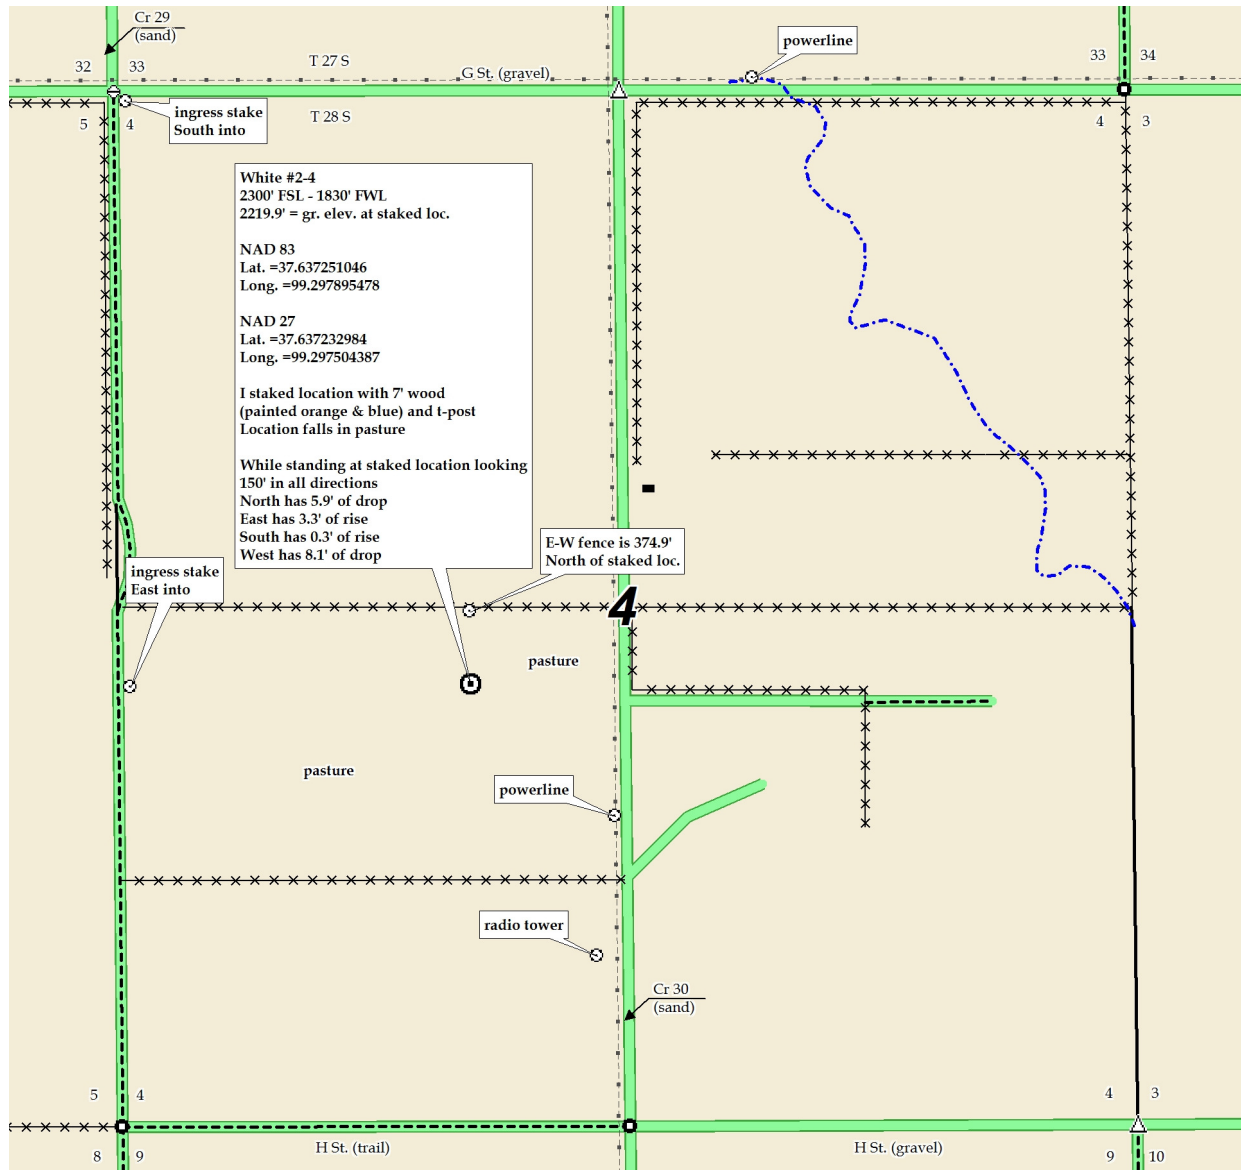 Cr 29
(sand)
32
33
T 27 S
G St. (gravel)
powerline
33
34
ingress stake
South into
5
4
T 28 S
4
3
White #2-4
2300' FSL - 1830' FWL
2219.9' = gr. elev. at staked loc.
NAD 83
Lat. =37.637251046
Long. =99.297895478
NAD 27
Lat. =37.637232984
Long. =99.297504387
I staked location with 7' wood
(painted orange & blue) and t-post
Location falls in pasture
While standing at staked location looking
150' in all directions
North has 5.9' of drop
East has 3.3' of rise
South has 0.3' of rise
West has 8.1' of drop
E-W fence is 374.9'
North of staked loc.
ingress stake
East into
4
pasture
pasture
powerline
radio tower
Cr 30
(sand)
5
4
4
3
H St. (trail)
H St. (gravel)
8
9
9
10